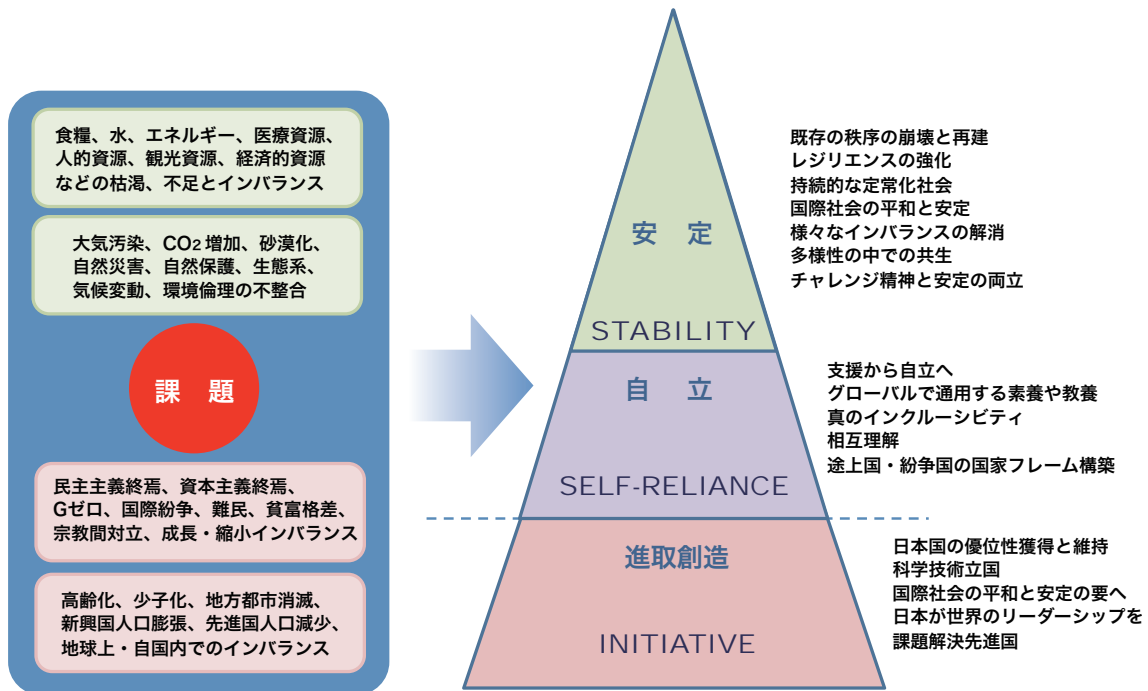 食糧、水、エネルギー、医療資源、
人的資源、観光資源、経済的資源
などの枯渇、不足とインバランス
大気汚染、CO2 増加、砂漠化、
自然災害、自然保護、生態系、
気候変動、環境倫理の不整合
課 題
民主主義終焉、資本主義終焉、
Gゼロ、国際紛争、難民、貧富格差、
宗教間対立、成長・縮小インバランス
高齢化、少子化、地方都市消滅、
新興国人口膨張、先進国人口減少、
地球上・自国内でのインバランス
安 定
STABILITY
既存の秩序の崩壊と再建
レジリエンスの強化
持続的な定常化社会
国際社会の平和と安定
様々なインバランスの解消
多様性の中での共生
チャレンジ精神と安定の両立
自 立
SELF-RELIANCE
支援から自立へ
グローバルで通用する素養や教養
真のインクルーシビティ
相互理解
途上国・紛争国の国家フレーム構築
進取創造
INITIATIVE
日本国の優位性獲得と維持
科学技術立国
国際社会の平和と安定の要へ
日本が世界のリーダーシップを
課題解決先進国